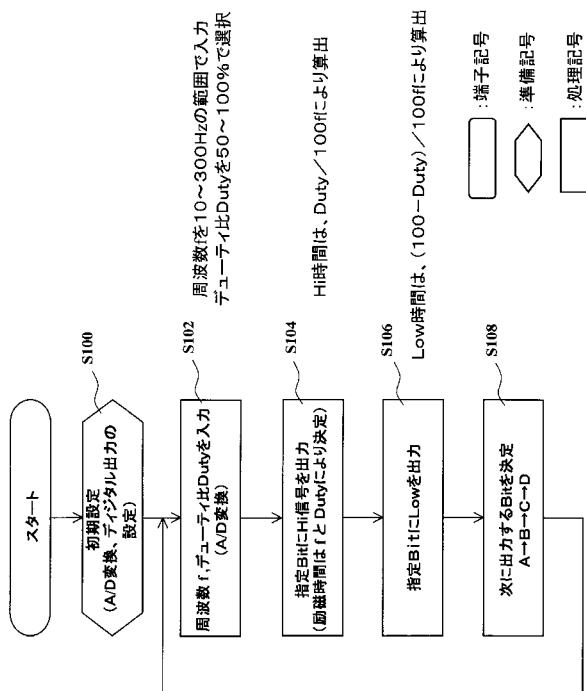 スタート
S100
初期設定
(A/D変換、ディジタル出力の
設定)
S102
周波数f,デューティ比Dutyを入力
(A/D変換)
周波数fを10～300Hzの範囲で入力
デューティ比Dutyを50～100%で選択
S104
指定BitにHi信号を出力
(励磁時間はfとDutyにより決定)
Hi時間は、Duty／100fにより算出
S106
指定BitにLowを出力
Low時間は、(100－Duty)／100fにより算出
S108
次に出力するBitを決定
A→B→C→D
:端子記号
:準備記号
:処理記号